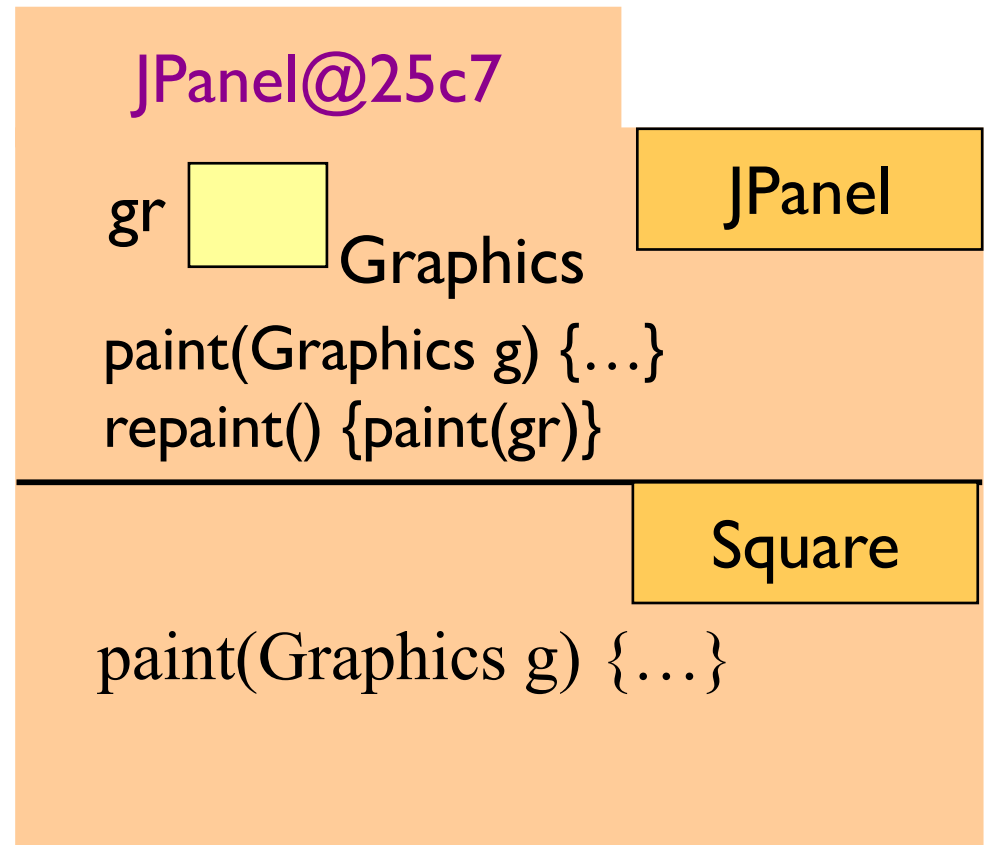 JPanel@25c7
JPanel
gr
Graphics
paint(Graphics g) {…}
repaint() {paint(gr)}
Square
paint(Graphics g) {…}